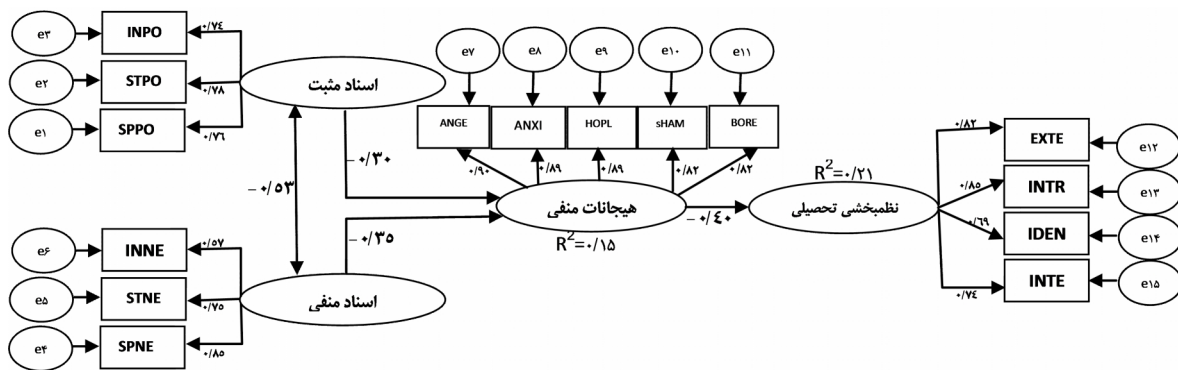 e۳
INPO
۰/۷۴
e۲
STPO
۰/۷۸
e۱
SPPO
۰/۷۶
اسناد مثبت
−۰/۵۳
−۰/۳۰
−۰/۳۵
e۶
INNE
۰/۵۷
e۵
STNE
۰/۷۵
e۴
SPNE
۰/۸۵
اسناد منفی
e۷
e۸
e۹
e۱۰
e۱۱
ANGE
ANXI
HOPL
sHAM
BORE
۰/۹۰
۰/۸۹
۰/۸۹
۰/۸۲
۰/۸۲
هیجانات منفی
R²=۰/۱۵
−۰/٤۰
R²=۰/۲۱
نظمبخشی تحصیلی
۰/۸۲
EXTE
e۱۲
۰/۸۵
INTR
e۱۳
۰/٦۹
IDEN
e۱۴
۰/۷۴
INTE
e۱۵